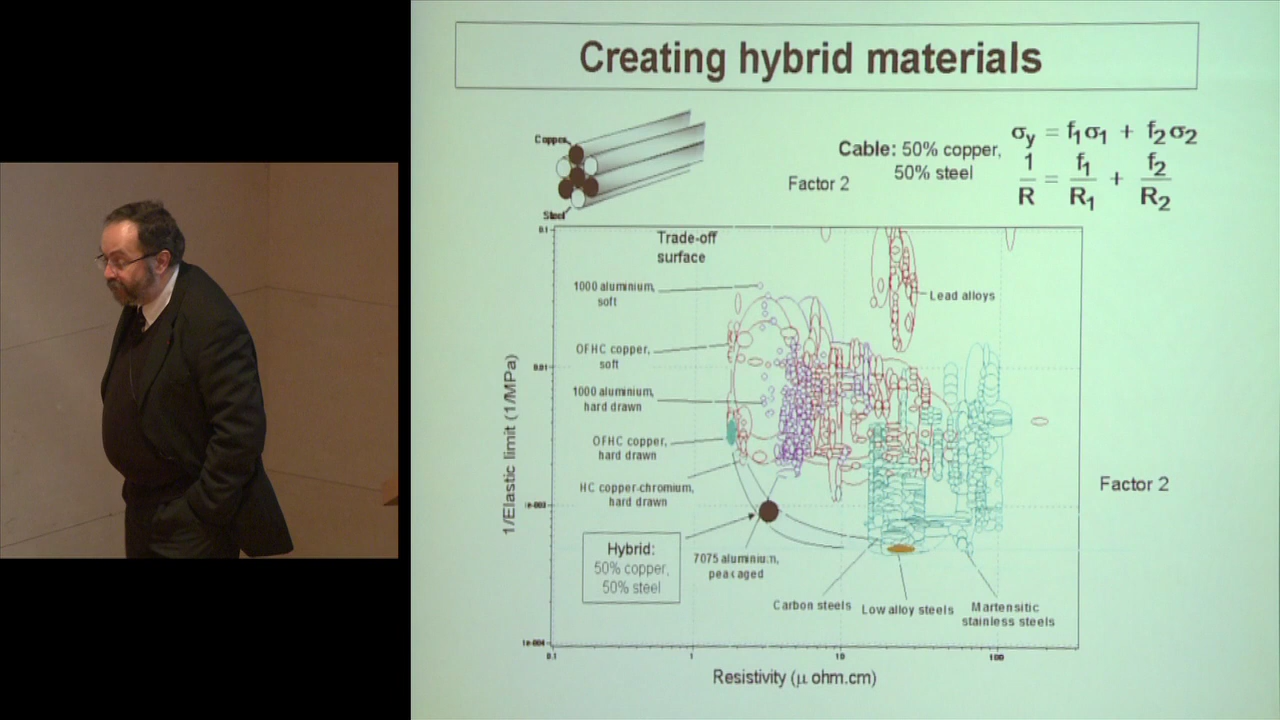 Creating hybrid materials
Copper
Steel
Cable: 50% copper,
50% steel
Factor 2
σy = f1σ1 + f2σ2
1/R = f1/R1 + f2/R2
0.1
Trade-off
surface
1000 aluminium,
soft
Lead alloys
OFHC copper,
soft
0.01
1000 aluminium,
hard drawn
OFHC copper,
hard drawn
HC copper-chromium,
hard drawn
1e-003
Factor 2
1/Elastic limit (1/MPa)
Hybrid:
50% copper,
50% steel
7075 aluminium,
peak aged
Carbon steels
Low alloy steels
Martensitic
stainless steels
1e-004
0.1
1
10
100
Resistivity (μ ohm.cm)